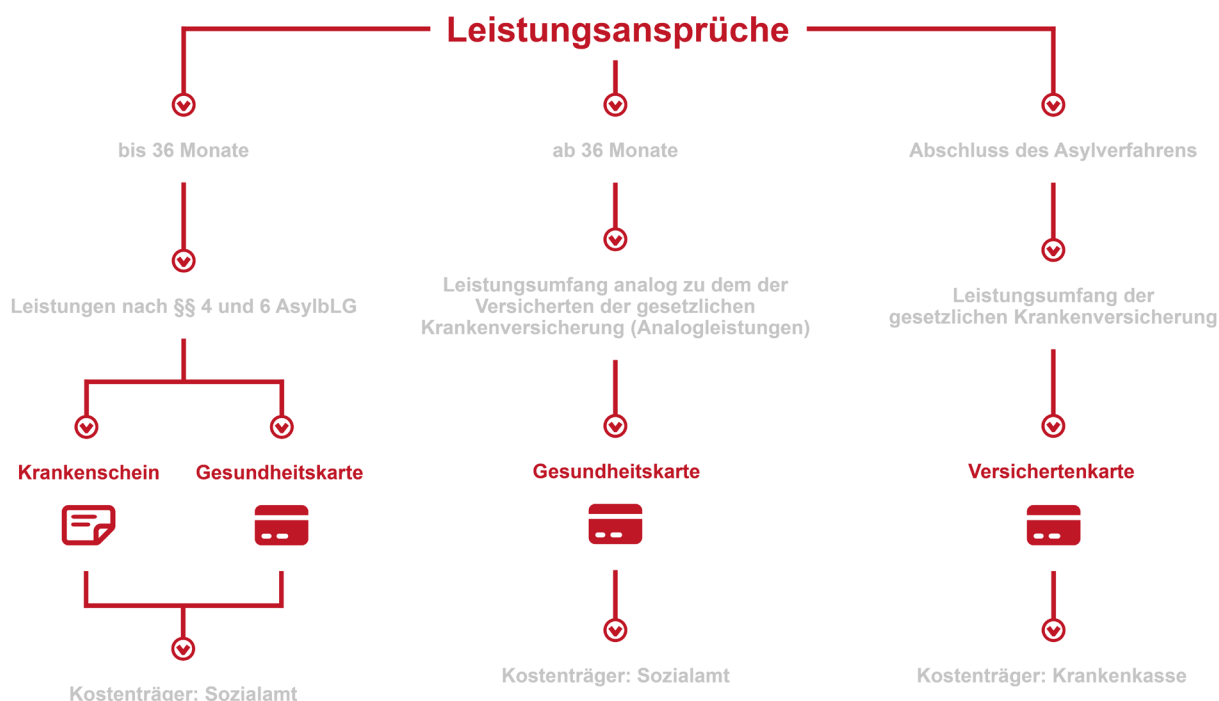 Leistungsansprüche
bis 36 Monate
ab 36 Monate
Abschluss des Asylverfahrens
Leistungen nach §§ 4 und 6 AsylbLG
Leistungsumfang analog zu dem der
Versicherten der gesetzlichen
Krankenversicherung (Analogleistungen)
Leistungsumfang der
gesetzlichen Krankenversicherung
Krankenschein
Gesundheitskarte
Gesundheitskarte
Versichertenkarte
Kostenträger: Sozialamt
Kostenträger: Sozialamt
Kostenträger: Krankenkasse